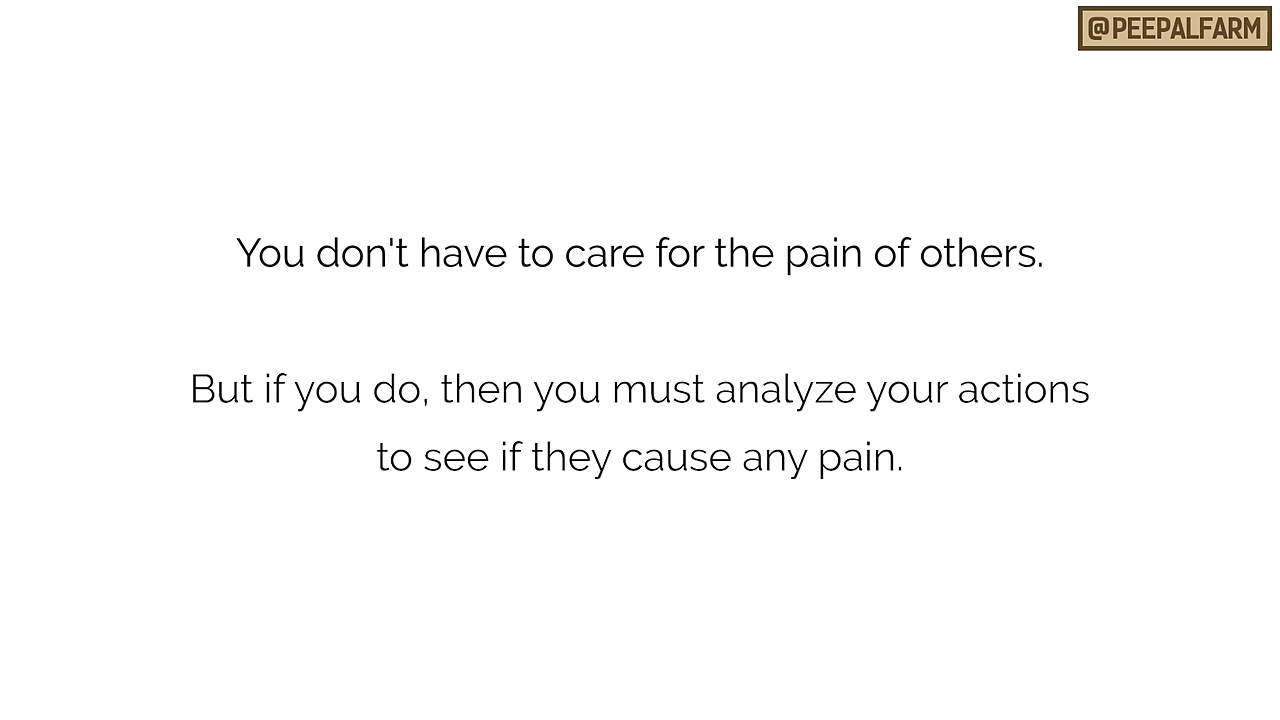 @PEEPALFARM
You don't have to care for the pain of others.
But if you do, then you must analyze your actions
to see if they cause any pain.